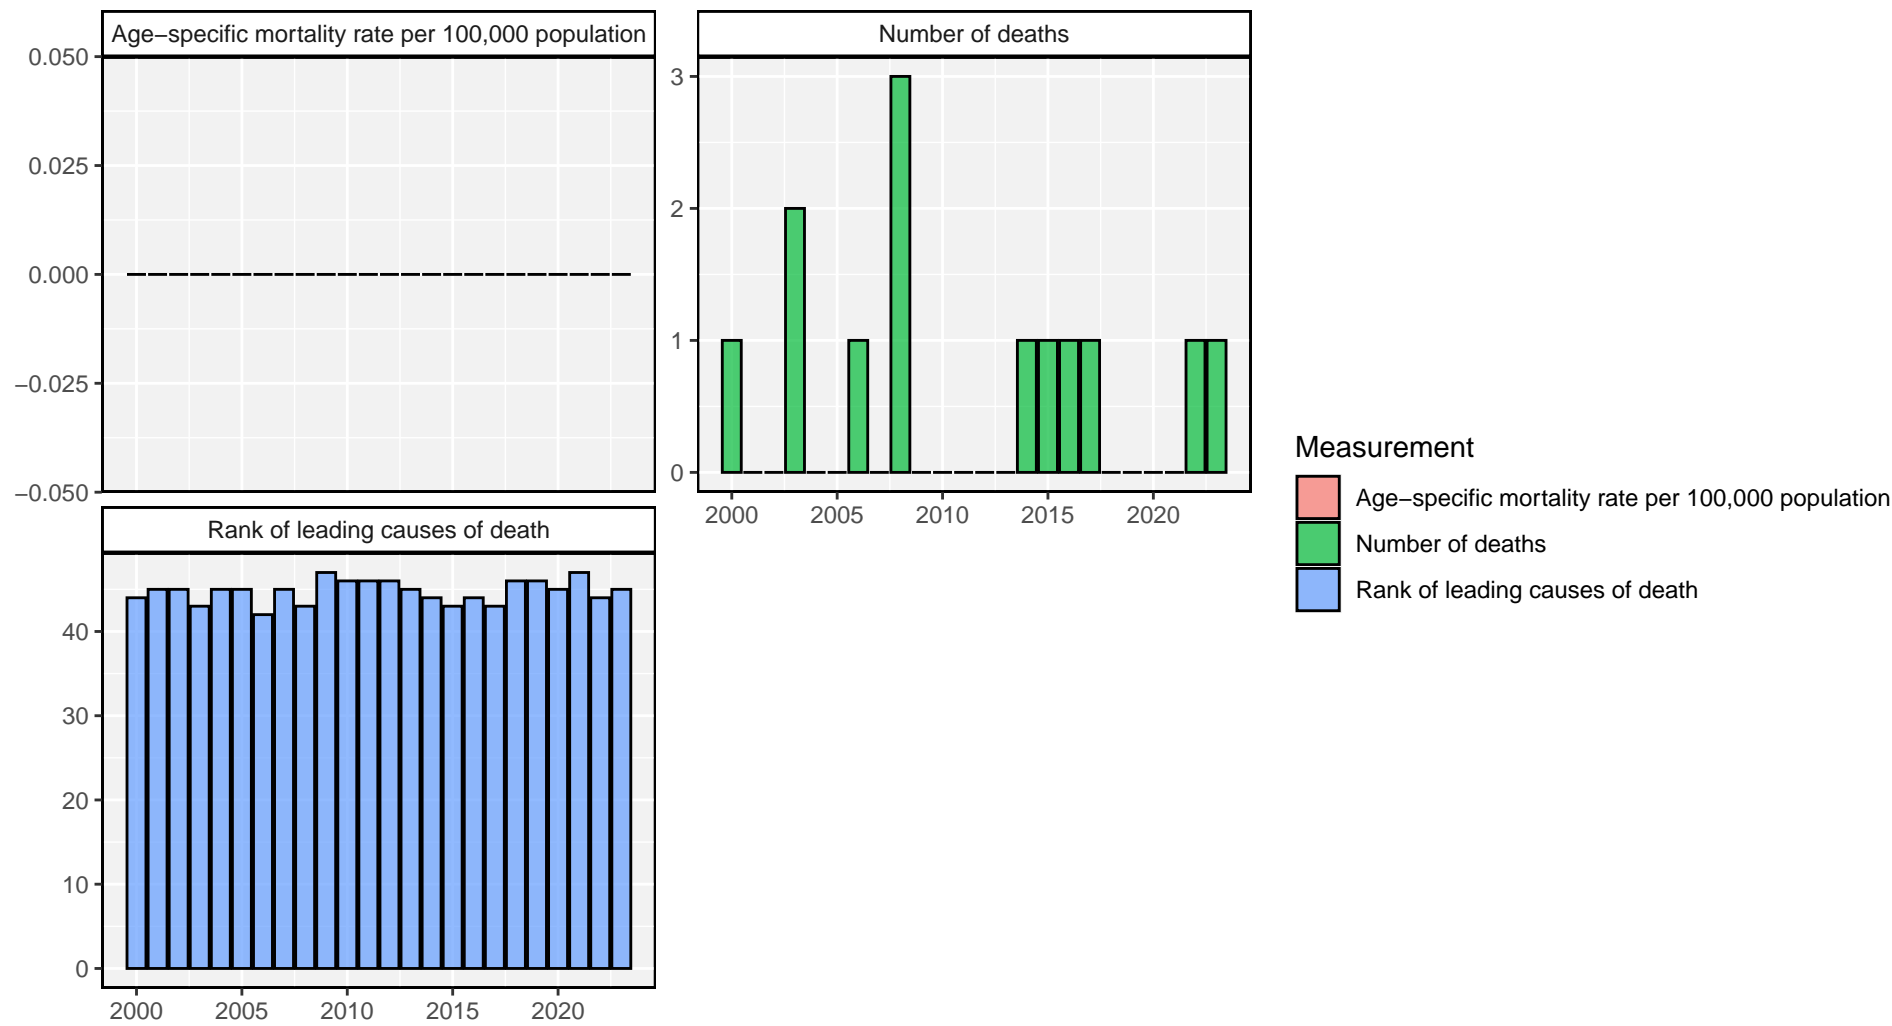 Age−specific mortality rate per 100,000 population
0.050
0.025
0.000
−0.025
−0.050
Number of deaths
3
2
1
0
2000 2005 2010 2015 2020
Rank of leading causes of death
40
30
20
10
0
2000 2005 2010 2015 2020
Measurement
Age−specific mortality rate per 100,000 population
Number of deaths
Rank of leading causes of death